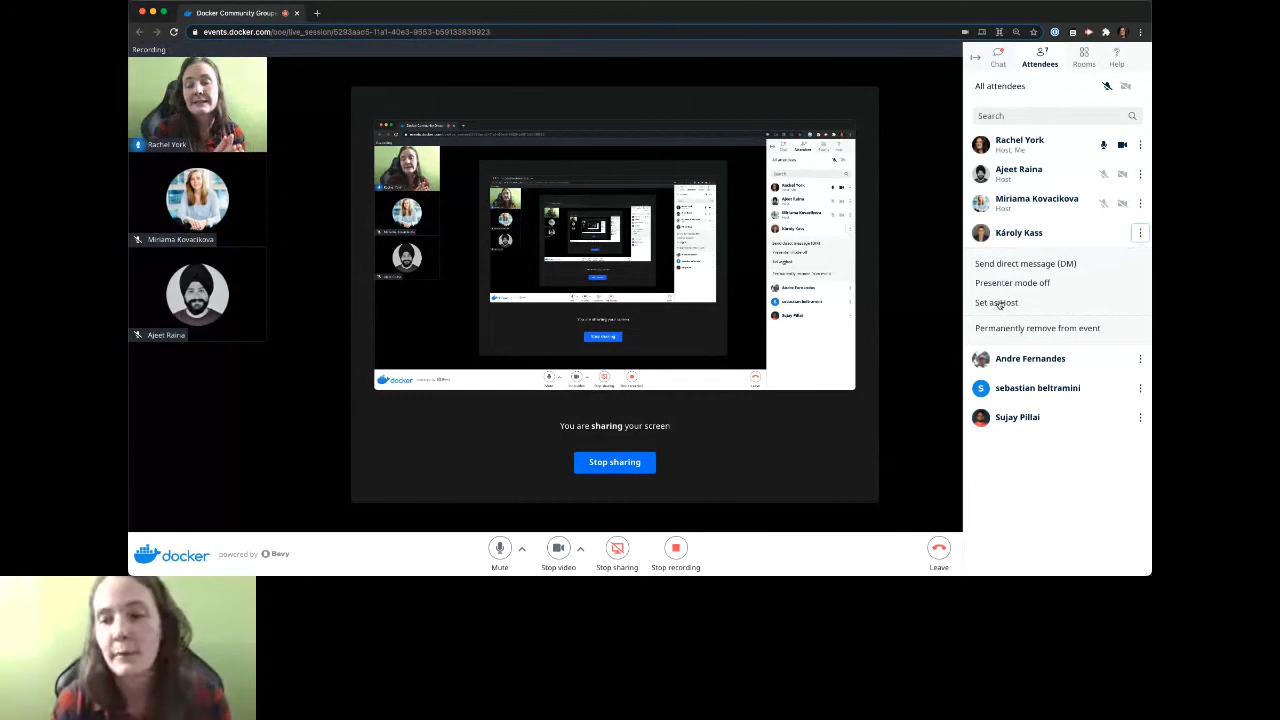 Docker Community Groups
events.docker.com/boe/live_session/5293aac5-11a1-40e3-9553-b59133839923
Recording
Rachel York
Miriama Kovacikova
Ajeet Raina
You are sharing your screen
Stop sharing
docker powered by Bevy
Mute
Stop video
Stop sharing
Stop recording
Leave
Chat
7
Attendees
Rooms
Help
All attendees
Search
Rachel York
Host, Me
Ajeet Raina
Host
Miriama Kovacikova
Host
Károly Kass
Send direct message (DM)
Presenter mode off
Set as Host
Permanently remove from event
Andre Fernandes
S sebastian beltramini
Sujay Pillai